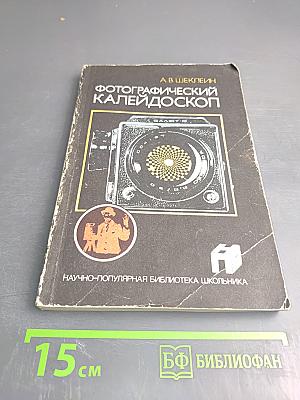 А.В.ШЕКЛЕИН
ФОТОГРАФИЧЕСКИЙ
КАЛЕЙДОСКОП
НАУЧНО-ПОПУЛЯРНАЯ БИБЛИОТЕКА ШКОЛЬНИКА
15 см
БФ БИБЛИОФАН